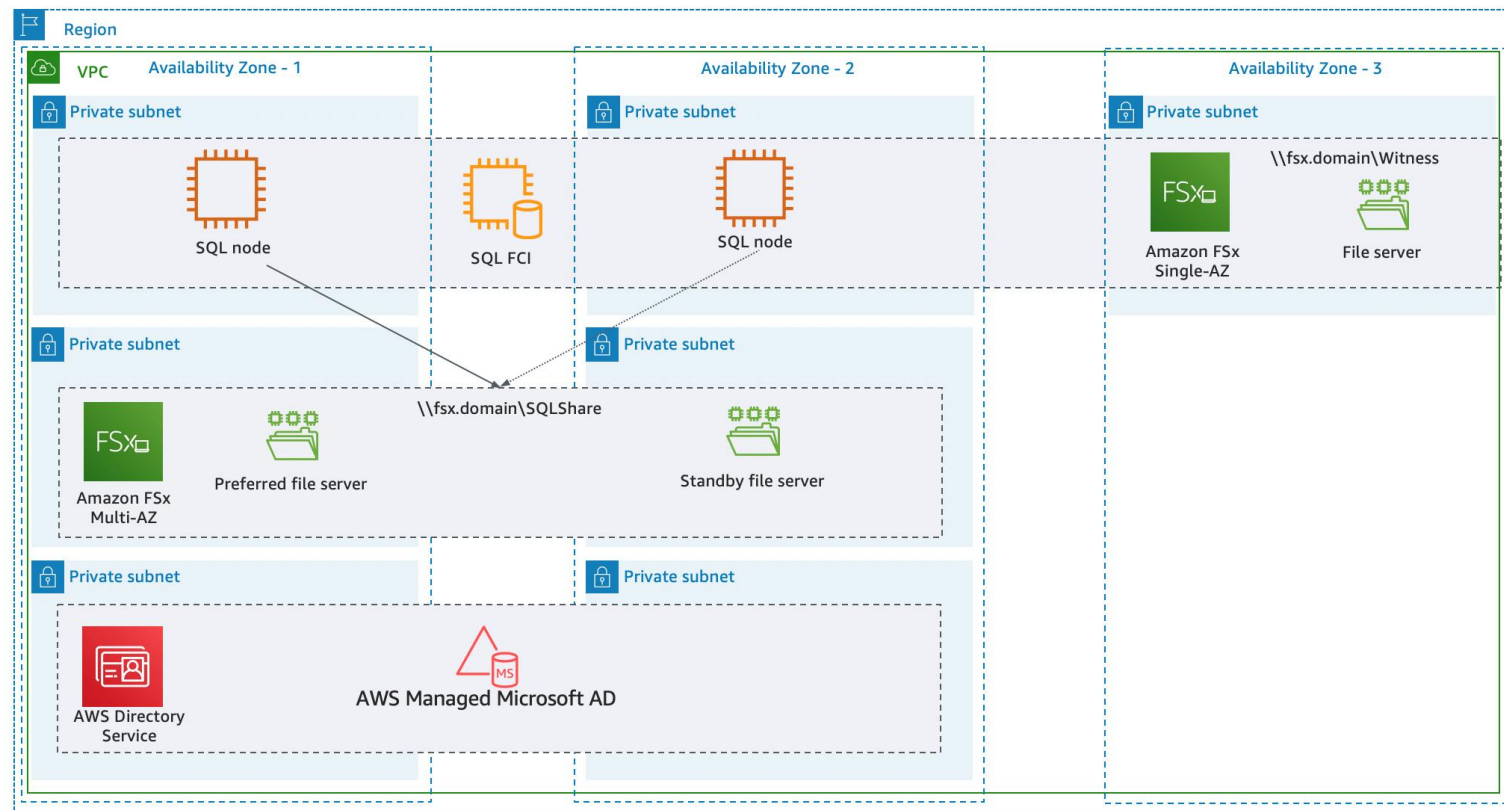 Region
VPC
Availability Zone - 1
Availability Zone - 2
Availability Zone - 3
Private subnet
Private subnet
Private subnet
SQL node
SQL FCI
SQL node
FSx
Amazon FSx
Single-AZ
\\fsx.domain\Witness
File server
Private subnet
Private subnet
\\fsx.domain\SQLShare
FSx
Amazon FSx
Multi-AZ
Preferred file server
Standby file server
Private subnet
Private subnet
AWS Directory
Service
MS
AWS Managed Microsoft AD